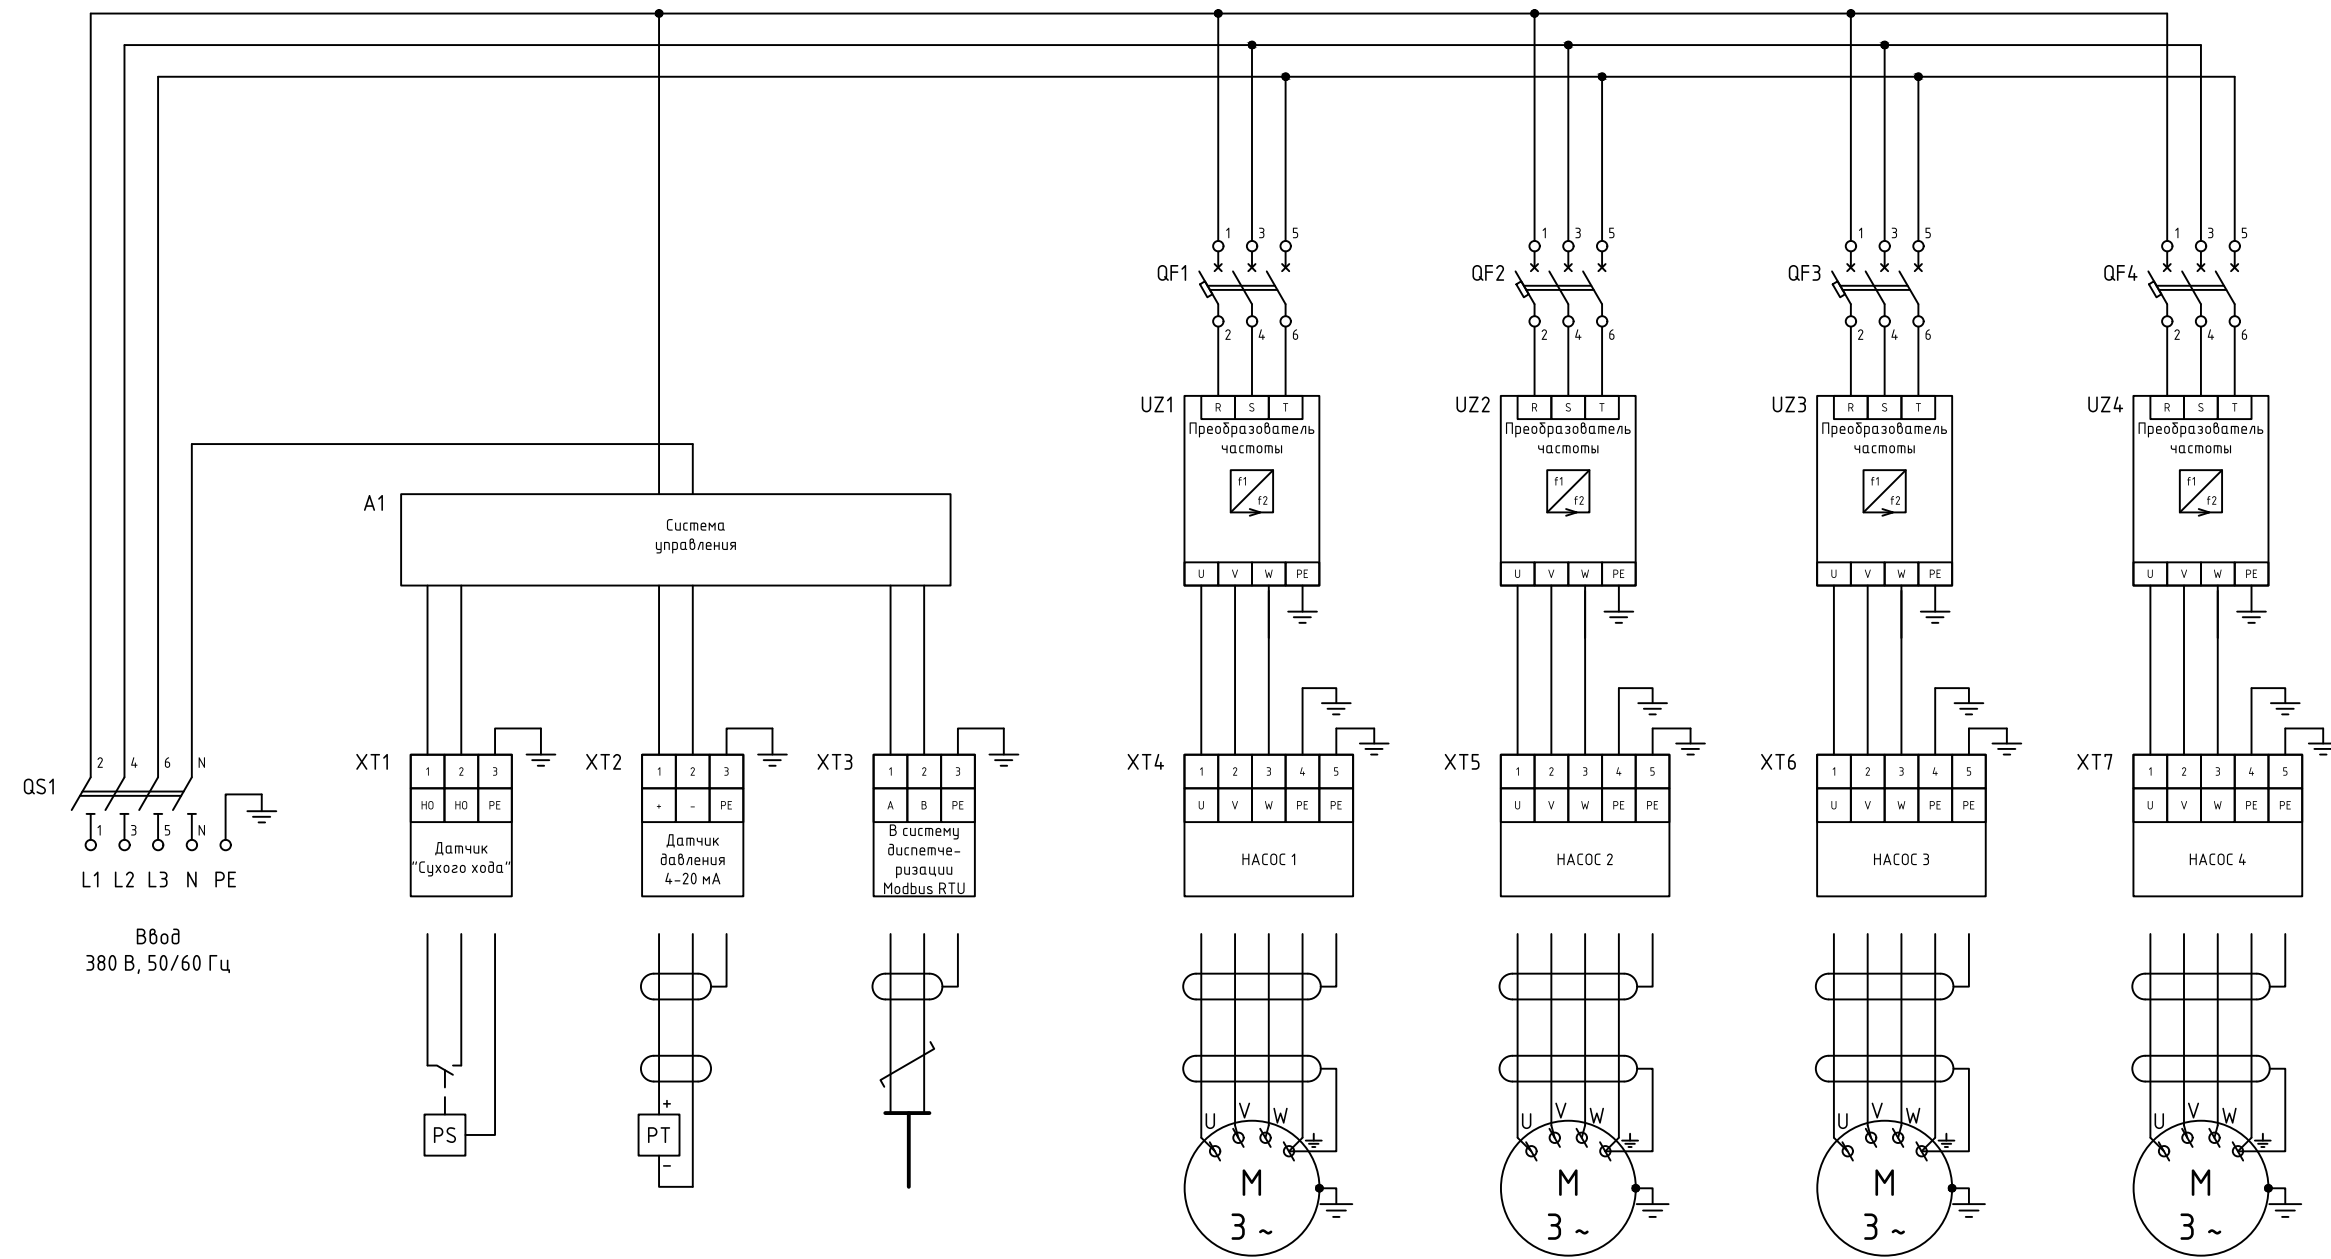 1 3 5 1 3 5 1 3 5 1 3 5
QF1 QF2 QF3 QF4
2 4 6 2 4 6 2 4 6 2 4 6
UZ1 R S T UZ2 R S T UZ3 R S T UZ4 R S T
Преобразователь Преобразователь Преобразователь Преобразователь
частоты частоты частоты частоты
f1 f1 f1 f1
f2 f2 f2 f2
A1
Система
управления
U V W PE U V W PE U V W PE U V W PE
2 4 6 N
QS1
1 3 5 N
L1 L2 L3 N PE
Ввод
380 В, 50/60 Гц
XT1 1 2 3
НО НО PE
Датчик
"Сухого хода"
XT2 1 2 3
+ - PE
Датчик
давления
4-20 мА
XT3 1 2 3
A B PE
В систему
диспетче-
ризации
Modbus RTU
XT4 1 2 3 4 5
U V W PE PE
НАСОС 1
XT5 1 2 3 4 5
U V W PE PE
НАСОС 2
XT6 1 2 3 4 5
U V W PE PE
НАСОС 3
XT7 1 2 3 4 5
U V W PE PE
НАСОС 4
PS
+
PT
-
U V W
M
3 ~
U V W
M
3 ~
U V W
M
3 ~
U V W
M
3 ~